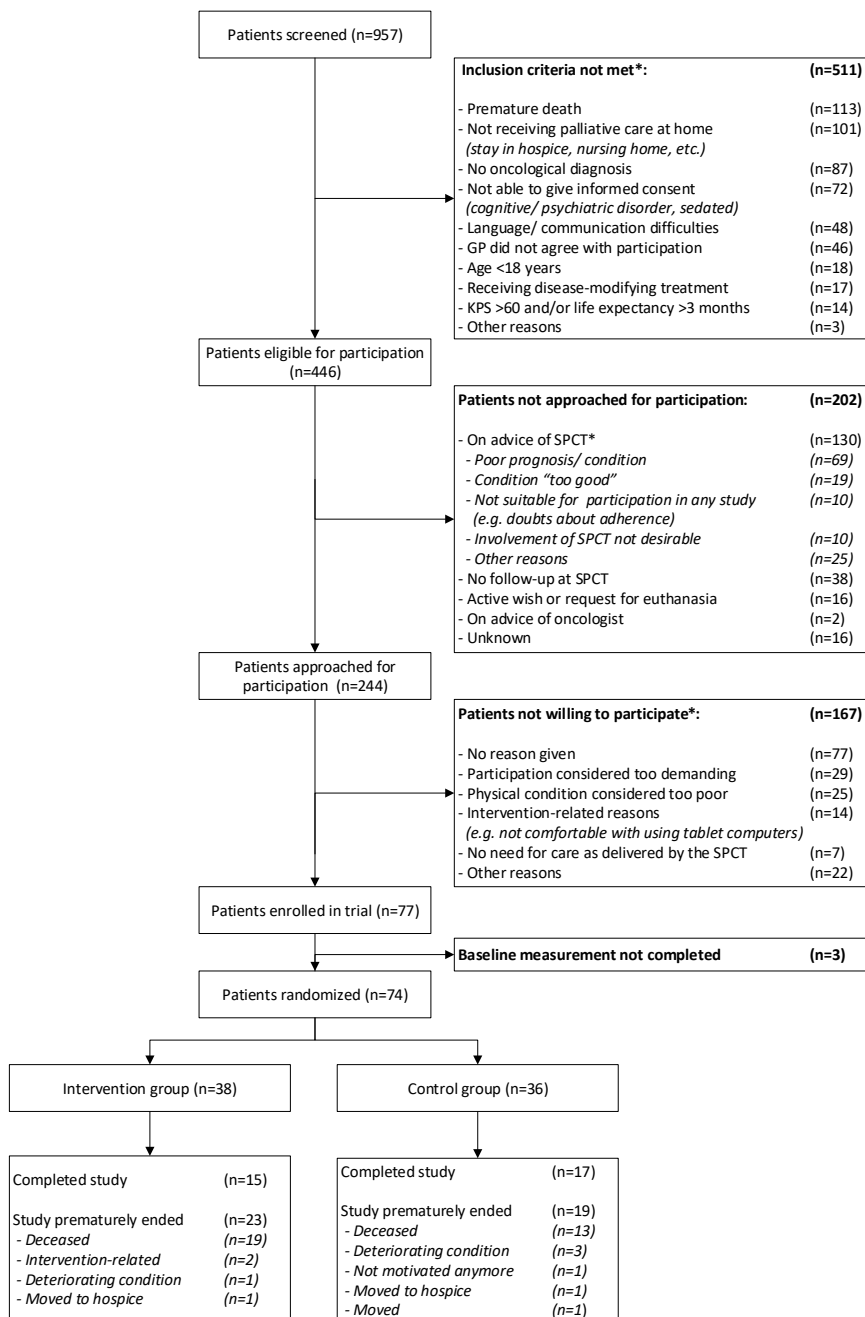 Patients screened (n=957)
Inclusion criteria not met*: (n=511)
- Premature death (n=113)
- Not receiving palliative care at home (n=101)
(stay in hospice, nursing home, etc.)
- No oncological diagnosis (n=87)
- Not able to give informed consent (n=72)
(cognitive/ psychiatric disorder, sedated)
- Language/ communication difficulties (n=48)
- GP did not agree with participation (n=46)
- Age <18 years (n=18)
- Receiving disease-modifying treatment (n=17)
- KPS >60 and/or life expectancy >3 months (n=14)
- Other reasons (n=3)
Patients eligible for participation
(n=446)
Patients not approached for participation: (n=202)
- On advice of SPCT* (n=130)
- Poor prognosis/ condition (n=69)
- Condition “too good” (n=19)
- Not suitable for participation in any study (n=10)
(e.g. doubts about adherence)
- Involvement of SPCT not desirable (n=10)
- Other reasons (n=25)
- No follow-up at SPCT (n=38)
- Active wish or request for euthanasia (n=16)
- On advice of oncologist (n=2)
- Unknown (n=16)
Patients approached for
participation (n=244)
Patients not willing to participate*: (n=167)
- No reason given (n=77)
- Participation considered too demanding (n=29)
- Physical condition considered too poor (n=25)
- Intervention-related reasons (n=14)
(e.g. not comfortable with using tablet computers)
- No need for care as delivered by the SPCT (n=7)
- Other reasons (n=22)
Patients enrolled in trial (n=77)
Baseline measurement not completed (n=3)
Patients randomized (n=74)
Intervention group (n=38)
Control group (n=36)
Completed study (n=15)
Study prematurely ended (n=23)
- Deceased (n=19)
- Intervention-related (n=2)
- Deteriorating condition (n=1)
- Moved to hospice (n=1)
Completed study (n=17)
Study prematurely ended (n=19)
- Deceased (n=13)
- Deteriorating condition (n=3)
- Not motivated anymore (n=1)
- Moved to hospice (n=1)
- Moved (n=1)